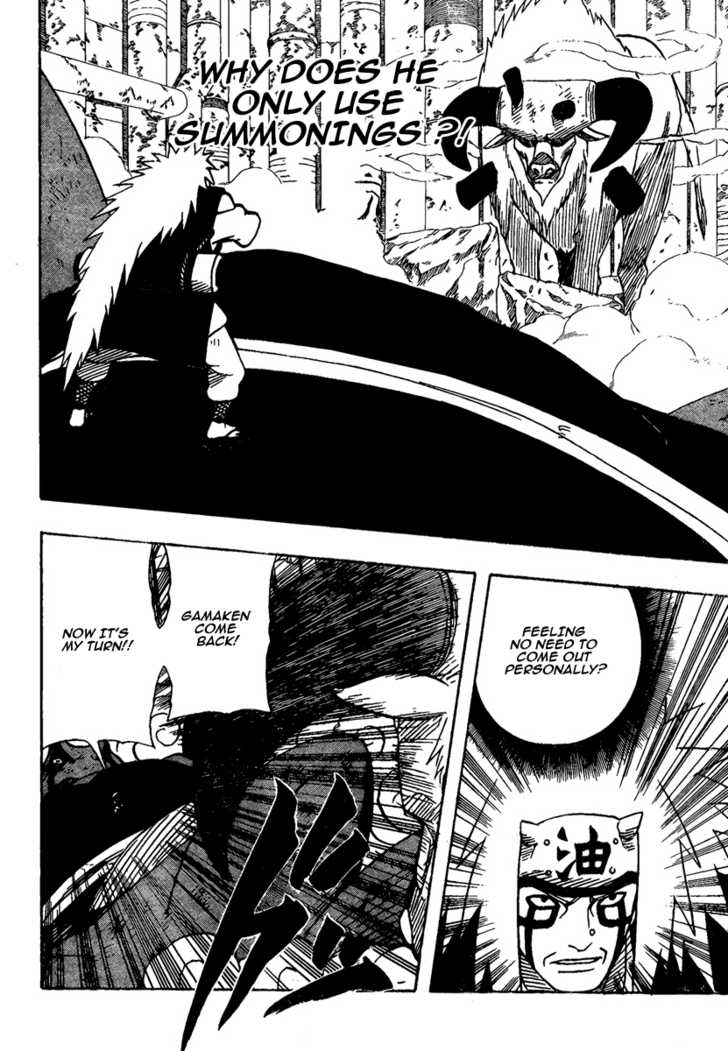 WHY DOES HE
ONLY USE
SUMMONINGS ?!
FEELING
NO NEED TO
COME OUT
PERSONALLY?
油
GAMAKEN
COME
BACK!
NOW IT'S
MY TURN!!